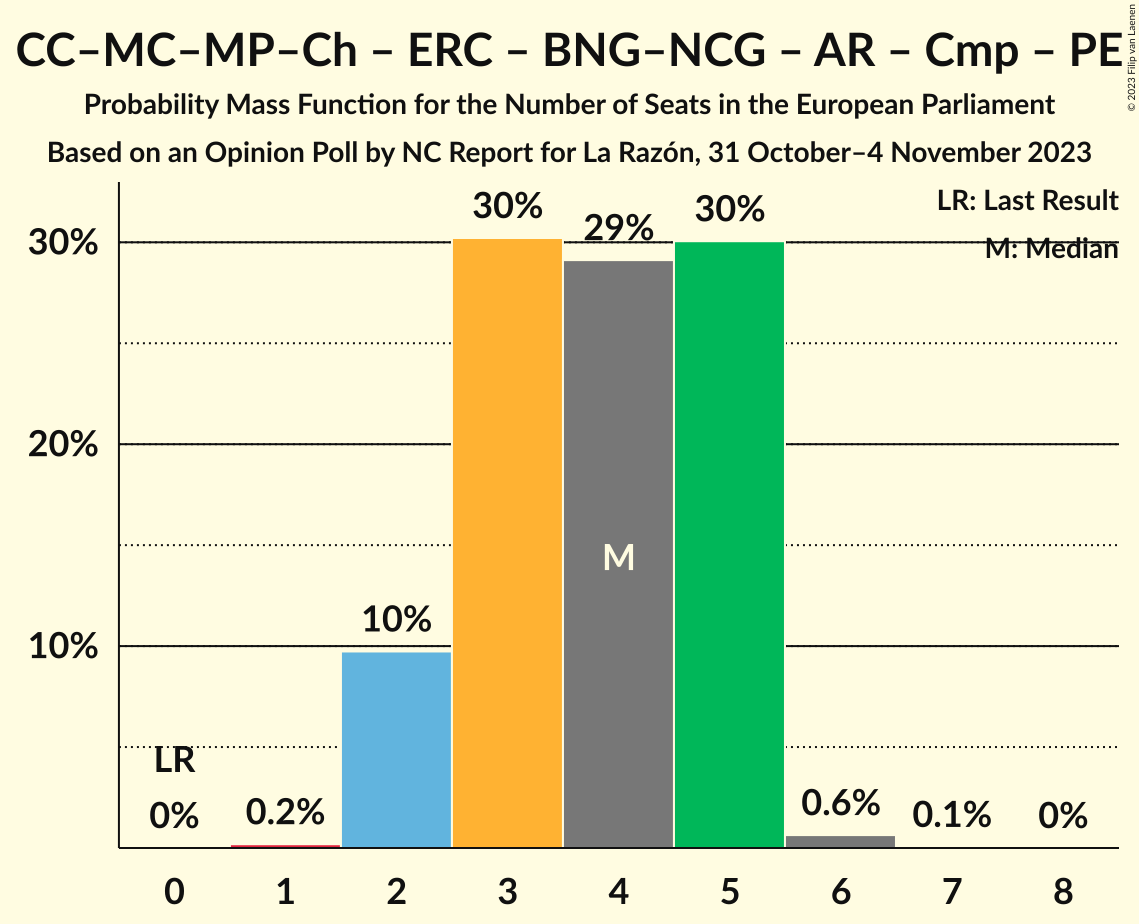 CC–MC–MP–Ch – ERC – BNG–NCG – AR – Cmp – PE
Probability Mass Function for the Number of Seats in the European Parliament
Based on an Opinion Poll by NC Report for La Razón, 31 October–4 November 2023
© 2023 Filip van Laenen
LR: Last Result
M: Median
30%
20%
10%
LR
0%
0.2%
10%
30%
29%
30%
0.6%
0.1%
0%
M
0 1 2 3 4 5 6 7 8